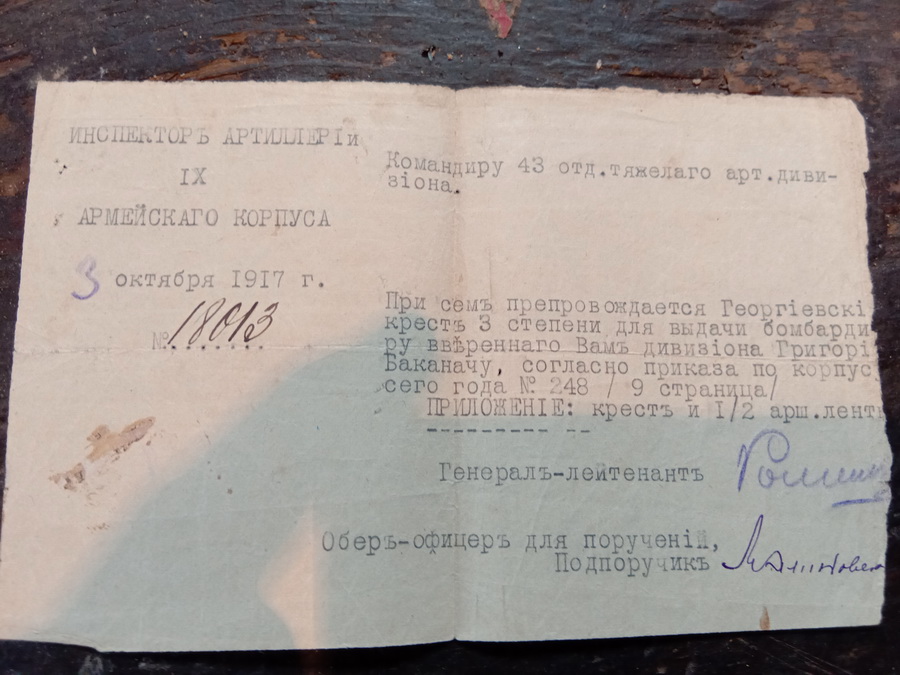 ИНСПЕКТОРЪ АРТИЛЛЕРІи
IX
АРМЕЙСКАГО КОРПУСА
3 октября 1917 г.
№ 18013
Командиру 43 отд.тяжелаго арт.диви-
зіона.
При семъ препровождается Георгіевскі
крестъ 3 степени для выдачи бомбарди
ру ввѣреннаго Вамъ дивизіона Григорі
Баканачу, согласно приказа по корпус
сего года № 248 / 9 страница/
ПРИЛОЖЕНІЕ: крестъ и I/2 арш.лент
Генералъ-лейтенантъ
Оберъ-офицеръ для порученій,
Подпоручикъ